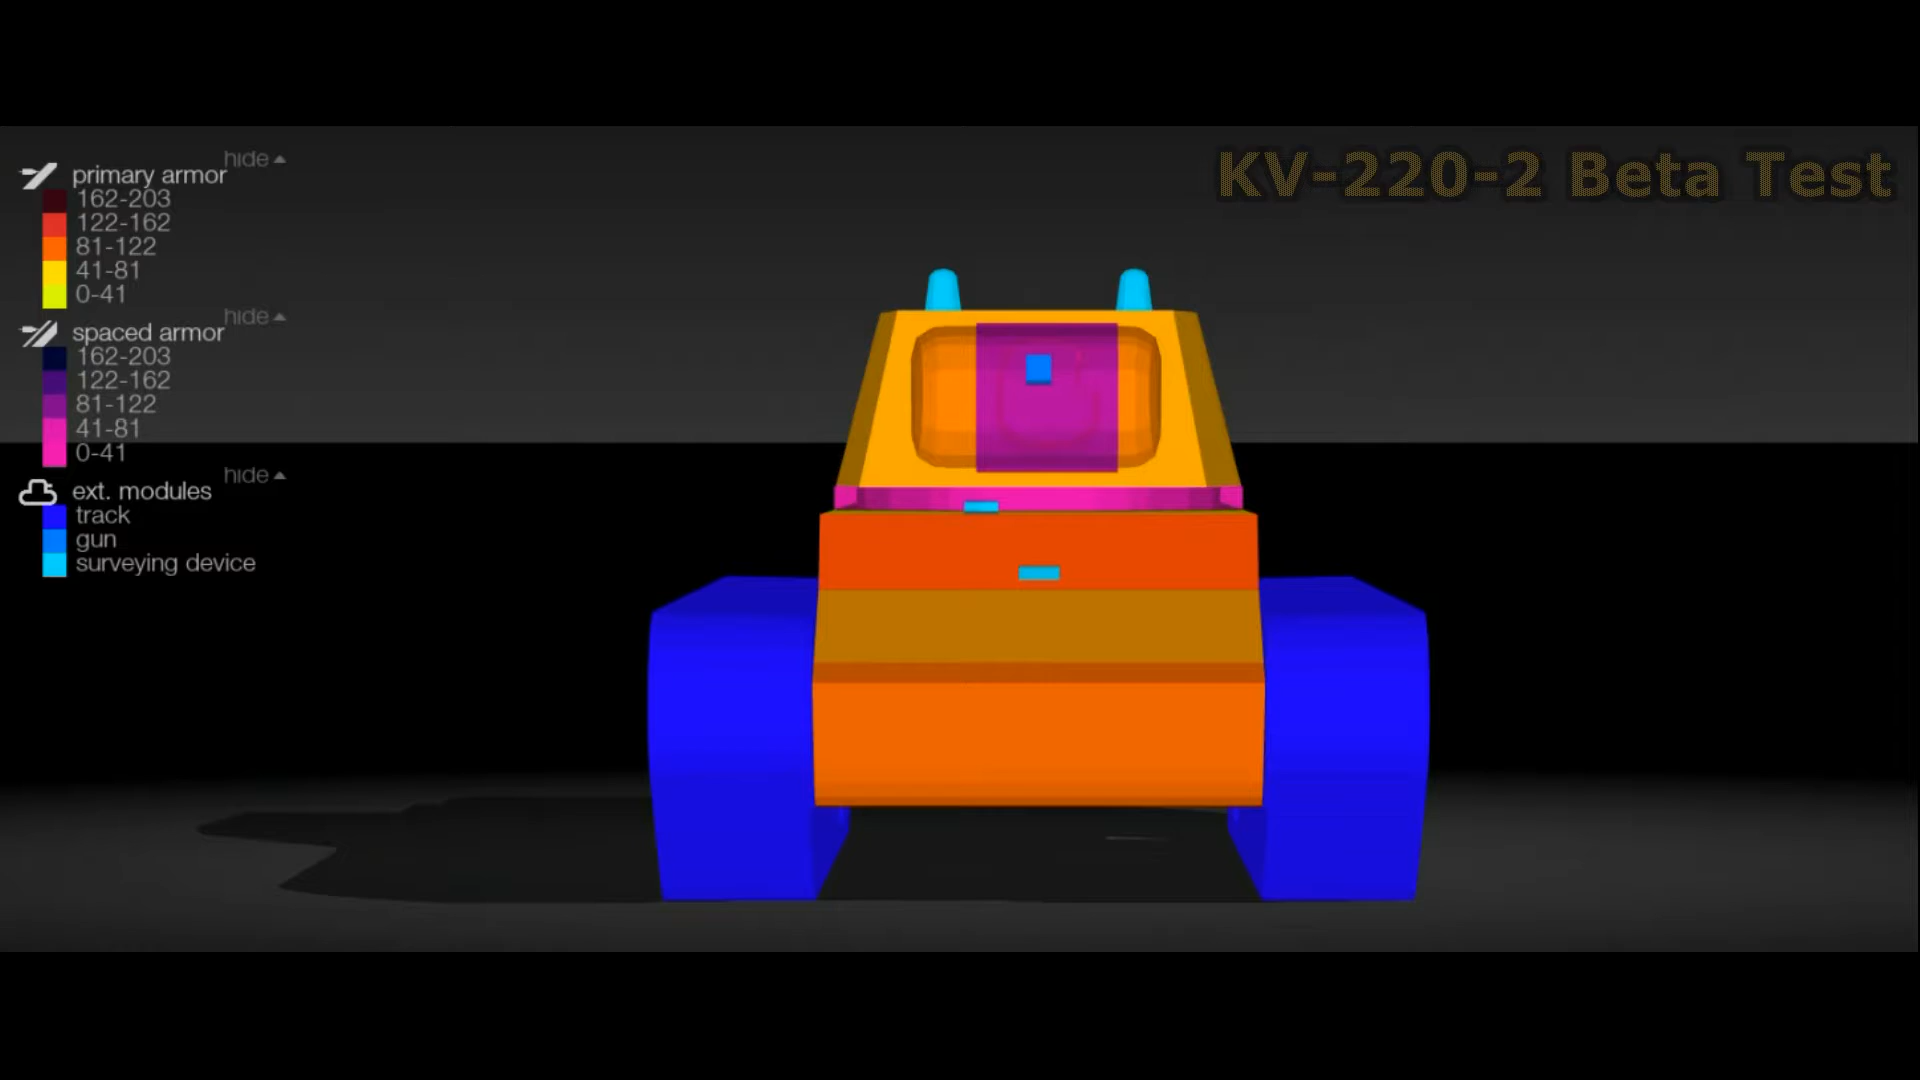 hide
primary armor
162-203
122-162
81-122
41-81
0-41
hide
spaced armor
162-203
122-162
81-122
41-81
0-41
hide
ext. modules
track
gun
surveying device
KV-220-2 Beta Test